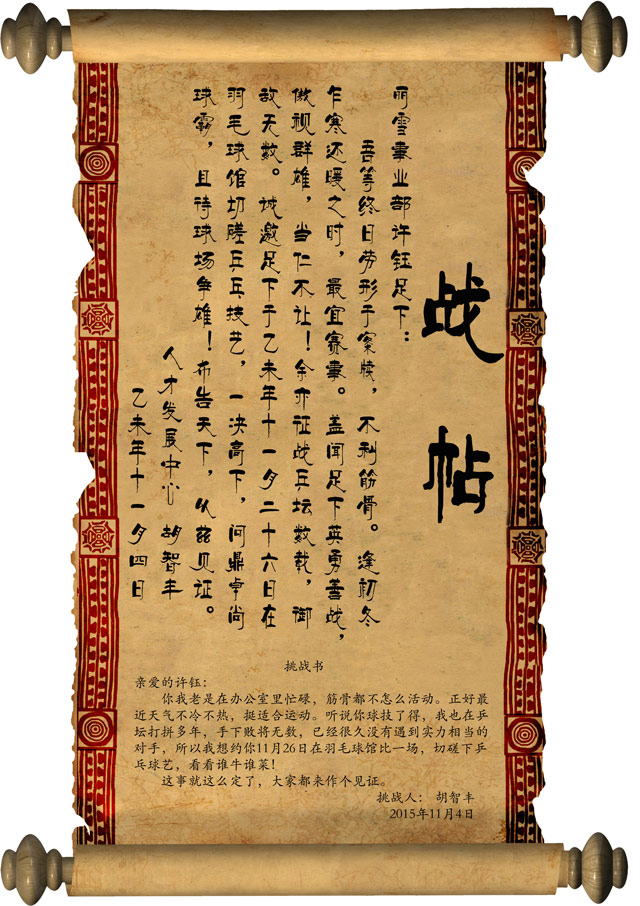 战帖
丽雪事业部许钰足下：
吾等终日劳形于案牍，不利筋骨。逢初冬
乍寒还暖之时，最宜赛事。盖闻足下英勇善战，
傲视群雄，当仁不让！余亦征战乒坛数载，御
敌无数。诚邀足下于乙未年十一月二十六日在
羽毛球馆切磋乒乓技艺，一决高下，问鼎卓尚
球霸，且待球场争雄！布告天下，以兹见证。
人才发展中心 胡智丰
乙未年十一月四日
挑战书
亲爱的许钰：
你我老是在办公室里忙碌，筋骨都不怎么活动。正好最
近天气不冷不热，挺适合运动。听说你球技了得，我也在乒
坛打拼多年，手下败将无数，已经很久没有遇到实力相当的
对手，所以我想约你11月26日在羽毛球馆比一场，切磋下乒
乓球艺，看看谁牛谁菜！
这事就这么定了，大家都来作个见证。
挑战人： 胡智丰
2015年11月4日